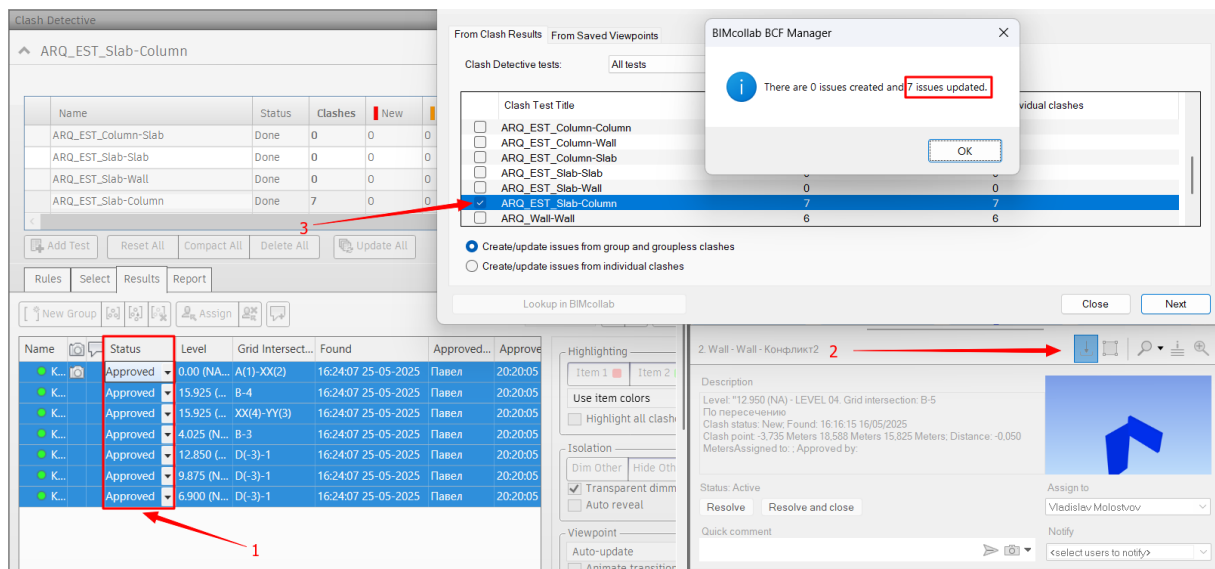 Clash Detective
ARQ_EST_Slab-Column
Name Status Clashes New
ARQ_EST_Column-Slab Done 0 0 0
ARQ_EST_Slab-Slab Done 0 0 0
ARQ_EST_Slab-Wall Done 0 0 0
ARQ_EST_Slab-Column Done 7 0 0
3
Add Test Reset All Compact All Delete All Update All
Rules Select Results Report
New Group Assign
Name Status Level Grid Intersect... Found Approved... Approve
К... Approved 0.00 (NA... A(1)-XX(2) 16:24:07 25-05-2025 Павел 20:20:05
К... Approved 15.925 (... B-4 16:24:07 25-05-2025 Павел 20:20:05
К... Approved 15.925 (... XX(4)-YY(3) 16:24:07 25-05-2025 Павел 20:20:05
К... Approved 4.025 (N... B-3 16:24:07 25-05-2025 Павел 20:20:05
К... Approved 12.850 (... D(-3)-1 16:24:07 25-05-2025 Павел 20:20:05
К... Approved 9.875 (N... D(-3)-1 16:24:07 25-05-2025 Павел 20:20:05
К... Approved 6.900 (N... D(-3)-1 16:24:07 25-05-2025 Павел 20:20:05
1
Highlighting
Item 1 Item 2
Use item colors
Highlight all clashe
Isolation
Dim Other Hide Oth
Transparent dimm
Auto reveal
Viewpoint
Auto-update
Animate transition
From Clash Results From Saved Viewpoints
Clash Detective tests: All tests
Clash Test Title vidual clashes
ARQ_EST_Column-Column
ARQ_EST_Column-Wall
ARQ_EST_Column-Slab
ARQ_EST_Slab-Slab
ARQ_EST_Slab-Wall 0 0
ARQ_EST_Slab-Column 7 7
ARQ_Wall-Wall 6 6
Create/update issues from group and groupless clashes
Create/update issues from individual clashes
Lookup in BIMcollab Close Next
BIMcollab BCF Manager
There are 0 issues created and 7 issues updated.
OK
2. Wall - Wall - Конфликт2 2
Description
Level: "12.950 (NA) - LEVEL 04. Grid intersection: B-5
По пересечению
Clash status: New; Found: 16:16:15 16/05/2025
Clash point: -3,735 Meters 18,588 Meters 15,825 Meters; Distance: -0,050
MetersAssigned to: ; Approved by:
Status: Active
Resolve Resolve and close
Quick comment
Assign to
Vladislav Molostvov
Notify
<select users to notify>